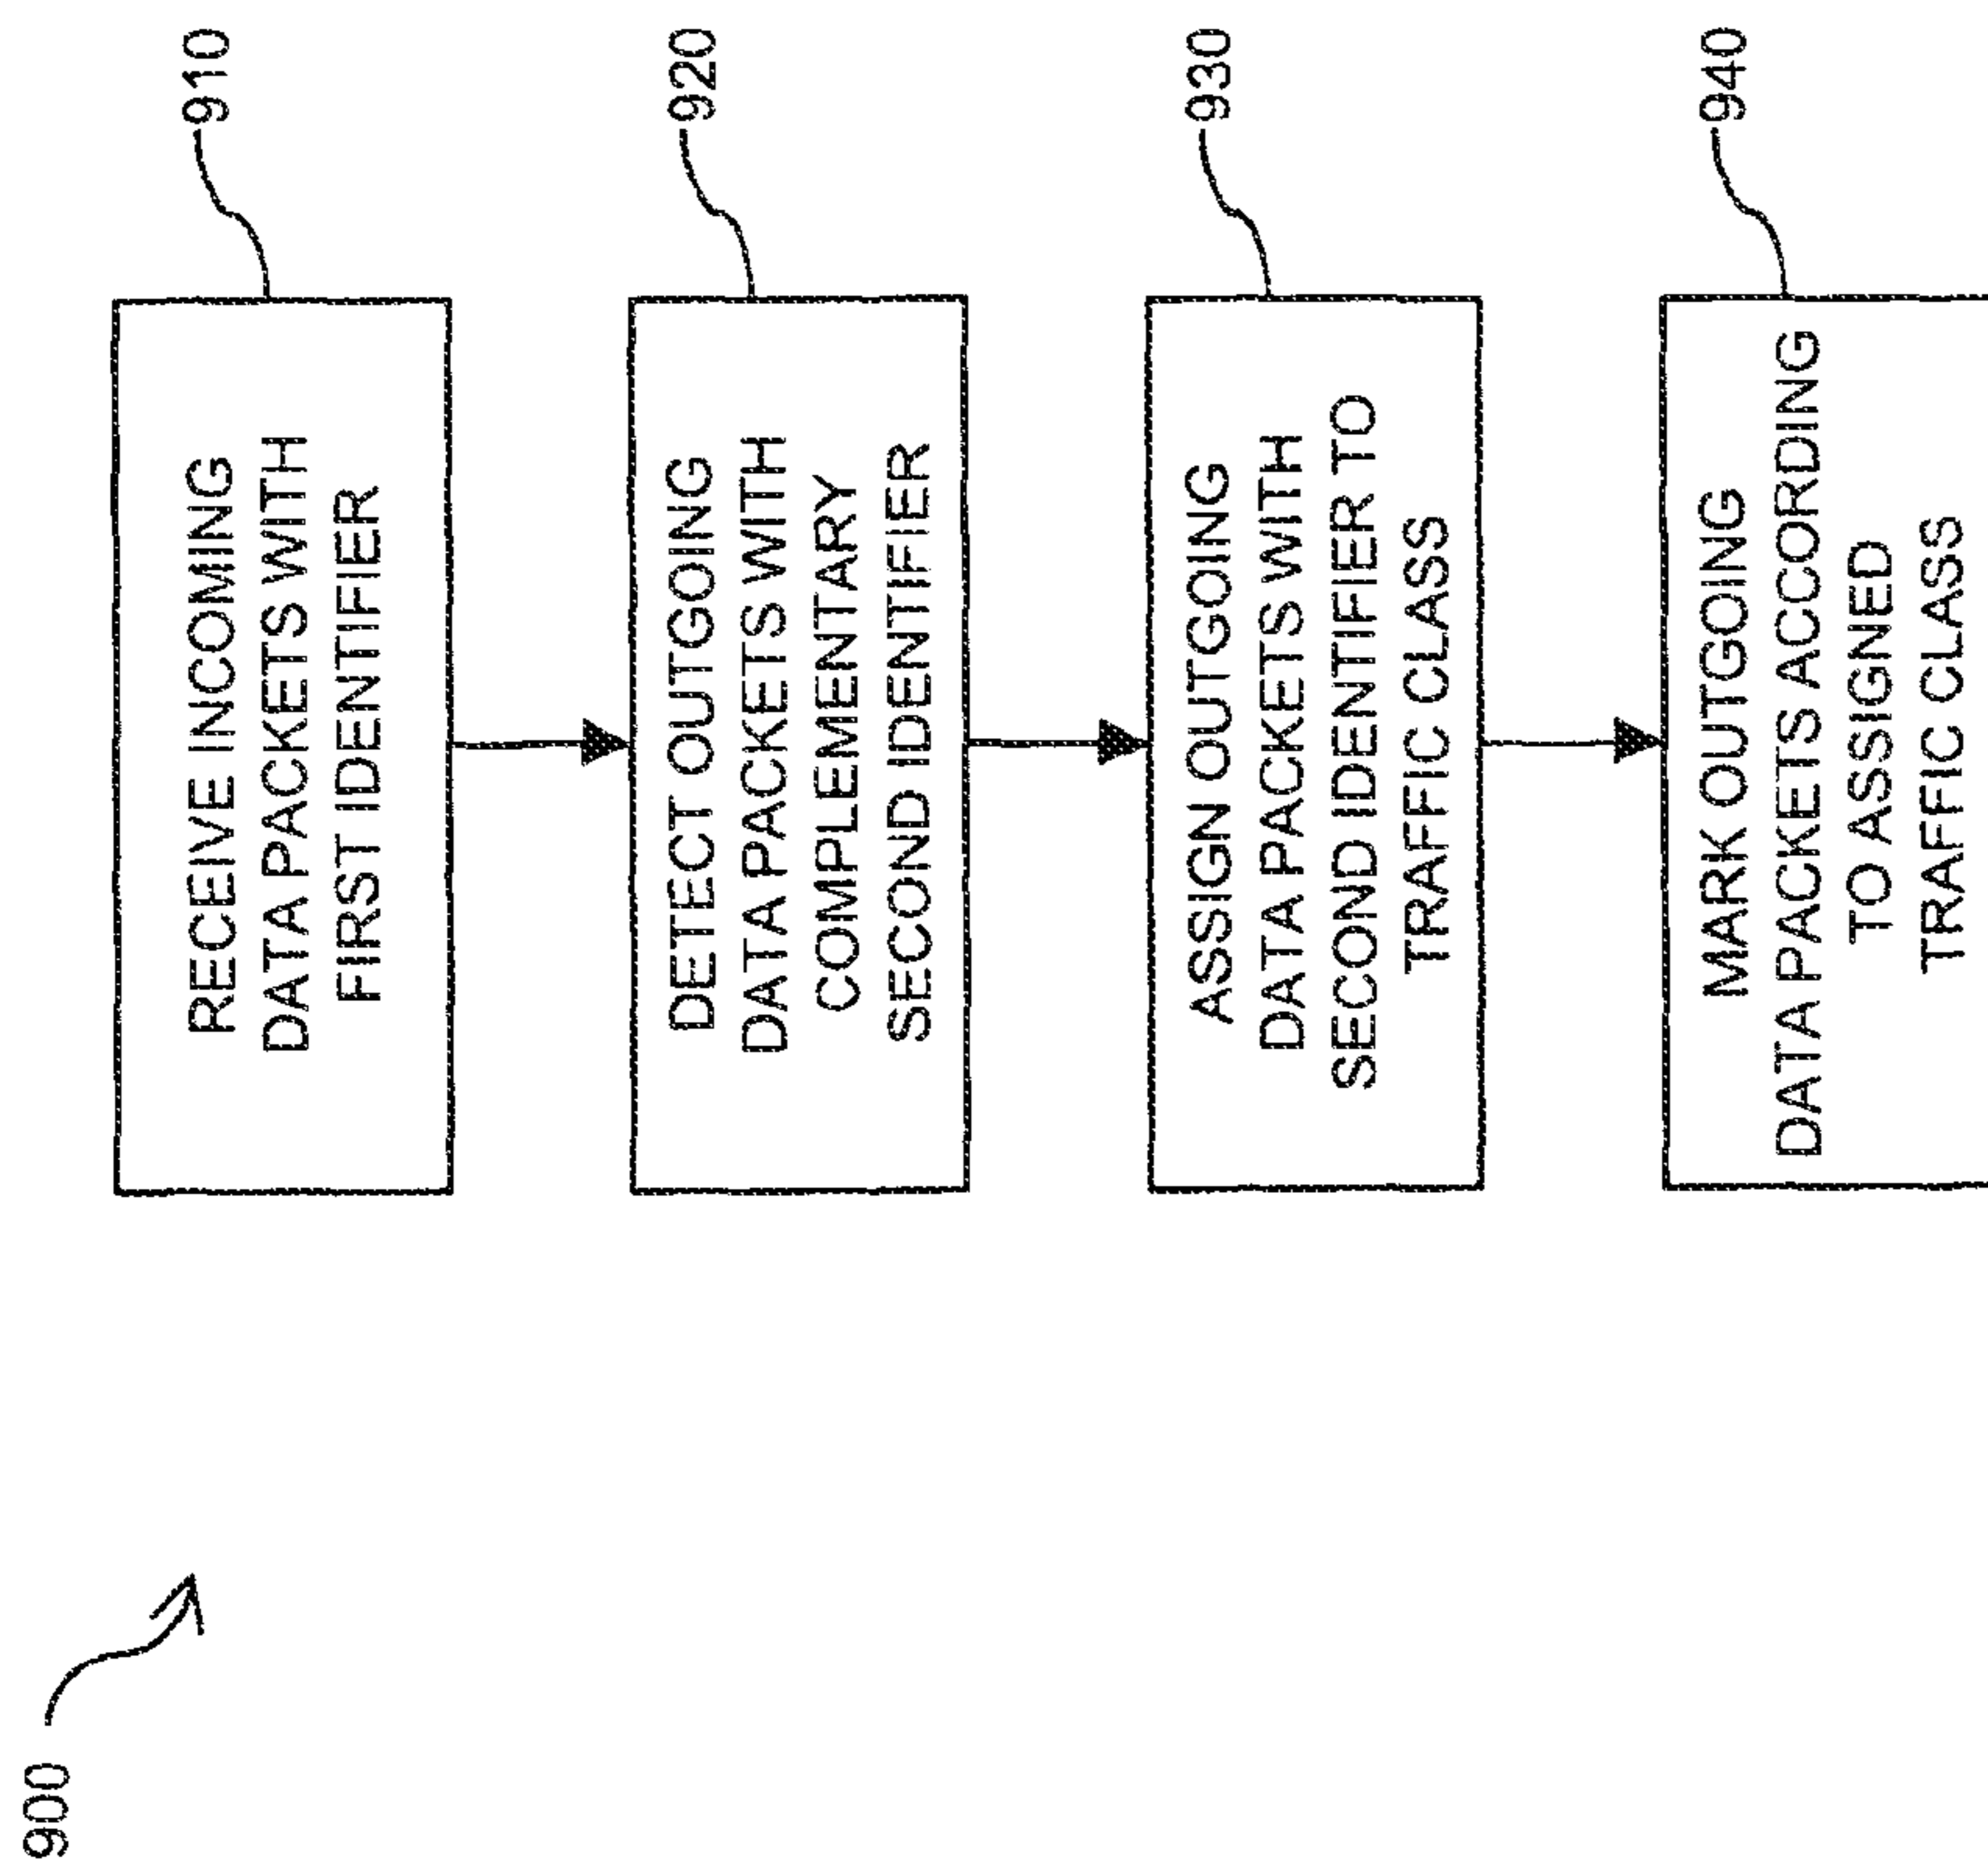 900
910
RECEIVE INCOMING
DATA PACKETS WITH
FIRST IDENTIFIER
920
DETECT OUTGOING
DATA PACKETS WITH
COMPLEMENTARY
SECOND IDENTIFIER
930
ASSIGN OUTGOING
DATA PACKETS WITH
SECOND IDENTIFIER TO
TRAFFIC CLASS
940
MARK OUTGOING
DATA PACKETS ACCORDING
TO ASSIGNED
TRAFFIC CLASS